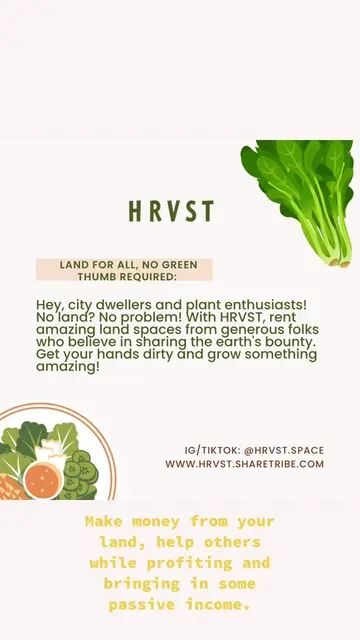 HRVST
LAND FOR ALL, NO GREEN
THUMB REQUIRED:
Hey, city dwellers and plant enthusiasts!
No land? No problem! With HRVST, rent
amazing land spaces from generous folks
who believe in sharing the earth's bounty.
Get your hands dirty and grow something
amazing!
IG/TIKTOK: @HRVST.SPACE
WWW.HRVST.SHARETRIBE.COM
Make money from your
land, help others
while profiting and
bringing in some
passive income.